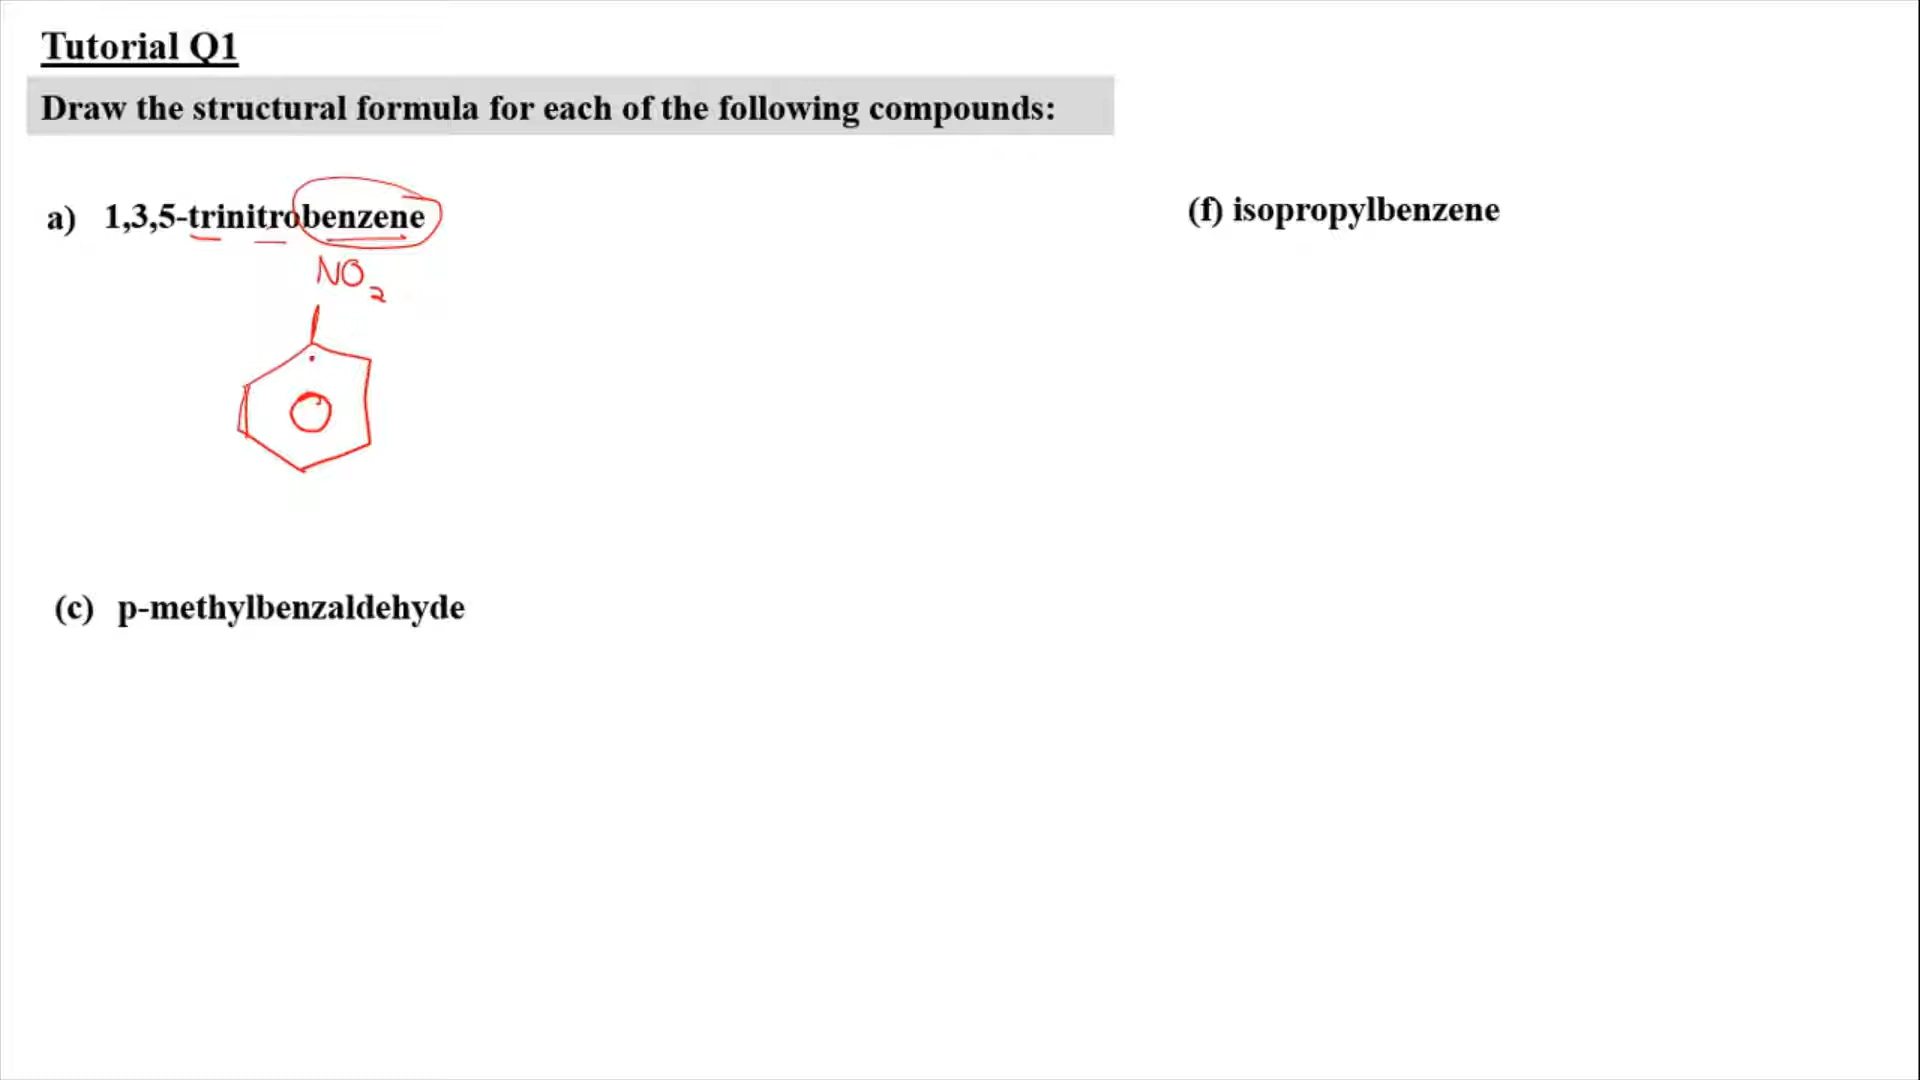 Tutorial Q1
Draw the structural formula for each of the following compounds:
a) 1,3,5-trinitrobenzene
NO2
(c) p-methylbenzaldehyde
(f) isopropylbenzene